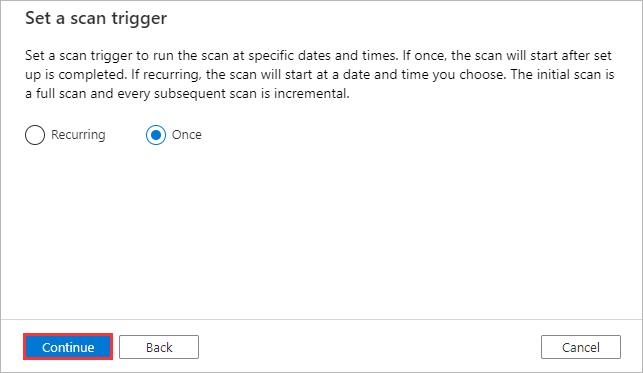 Set a scan trigger
Set a scan trigger to run the scan at specific dates and times. If once, the scan will start after set
up is completed. If recurring, the scan will start at a date and time you choose. The initial scan is
a full scan and every subsequent scan is incremental.
Recurring Once
Continue Back Cancel